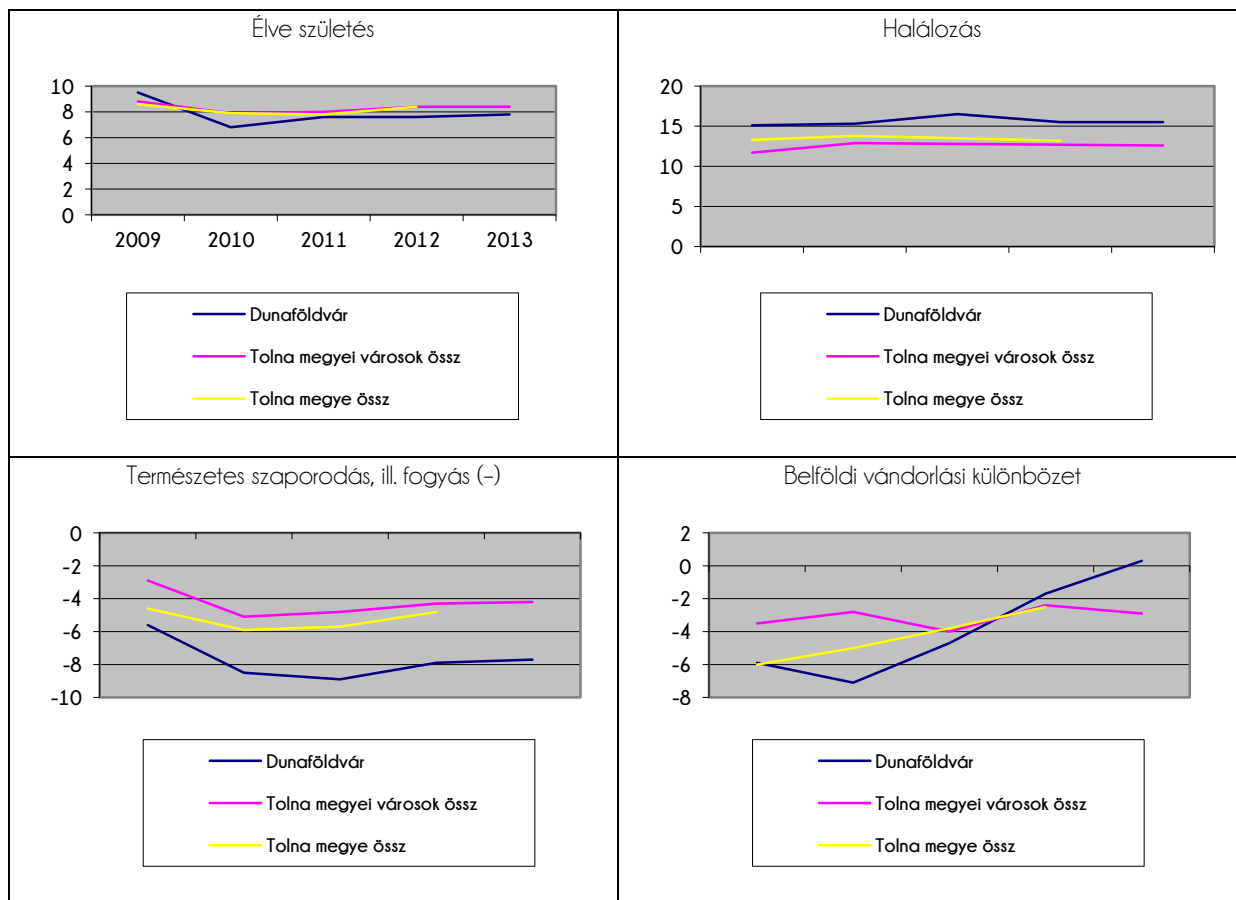 Élve születés
10
8
6
4
2
0
2009 2010 2011 2012 2013
Dunaföldvár
Tolna megyei városok össz
Tolna megye össz
Halálozás
20
15
10
5
0
Dunaföldvár
Tolna megyei városok össz
Tolna megye össz
Természetes szaporodás, ill. fogyás (-)
0
-2
-4
-6
-8
-10
Dunaföldvár
Tolna megyei városok össz
Tolna megye össz
Belföldi vándorlási különbözet
2
0
-2
-4
-6
-8
Dunaföldvár
Tolna megyei városok össz
Tolna megye össz